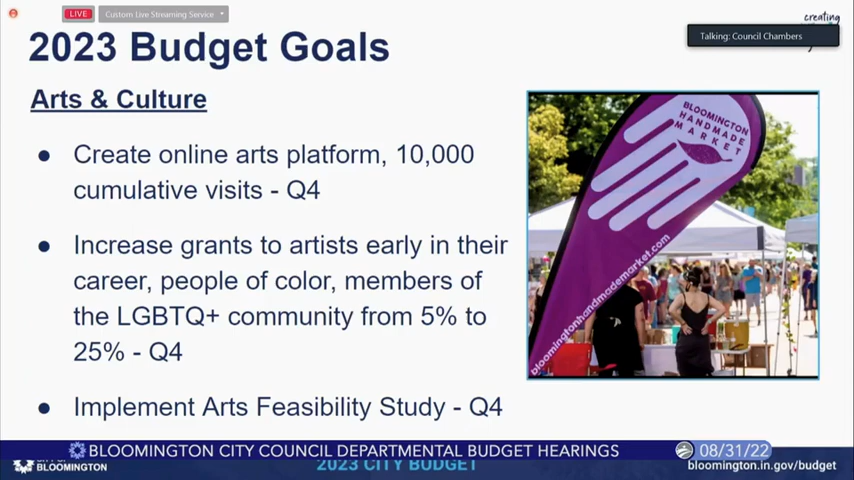 LIVE
Custom Live Streaming Service
creating
Talking: Council Chambers
2023 Budget Goals
Arts & Culture
● Create online arts platform, 10,000
cumulative visits - Q4
● Increase grants to artists early in their
career, people of color, members of
the LGBTQ+ community from 5% to
25% - Q4
● Implement Arts Feasibility Study - Q4
BLOOMINGTON
HANDMADE
MARKET
bloomingtonhandmademarket.com
BLOOMINGTON CITY COUNCIL DEPARTMENTAL BUDGET HEARINGS
08/31/22
BLOOMINGTON
2023 CITY BUDGET
bloomington.in.gov/budget